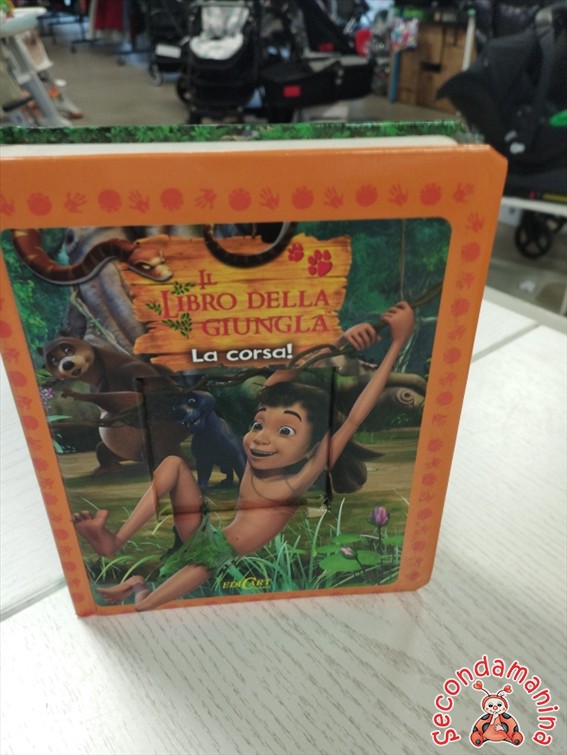 IL
LIBRO DELLA
GIUNGLA
La corsa!
EDICART
secondamanina